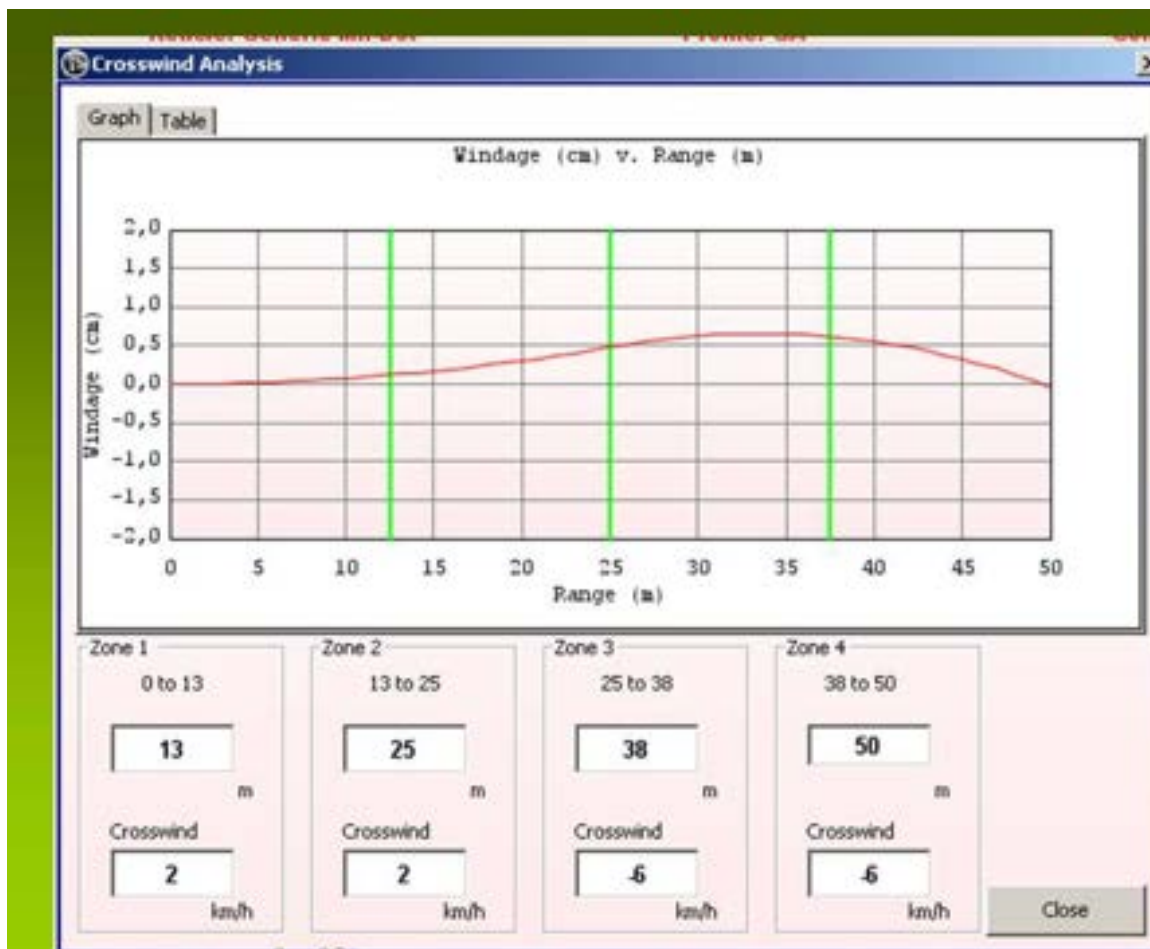 Crosswind Analysis
Graph Table
Windage (cm) v. Range (m)
Windage (cm)
2,0
1,5
1,0
0,5
0,0
-0,5
-1,0
-1,5
-2,0
0 5 10 15 20 25 30 35 40 45 50
Range (m)
Zone 1 Zone 2 Zone 3 Zone 4
0 to 13 13 to 25 25 to 38 38 to 50
13 25 38 50
m m m m
Crosswind Crosswind Crosswind Crosswind
2 2 -6 -6
km/h km/h km/h km/h
Close